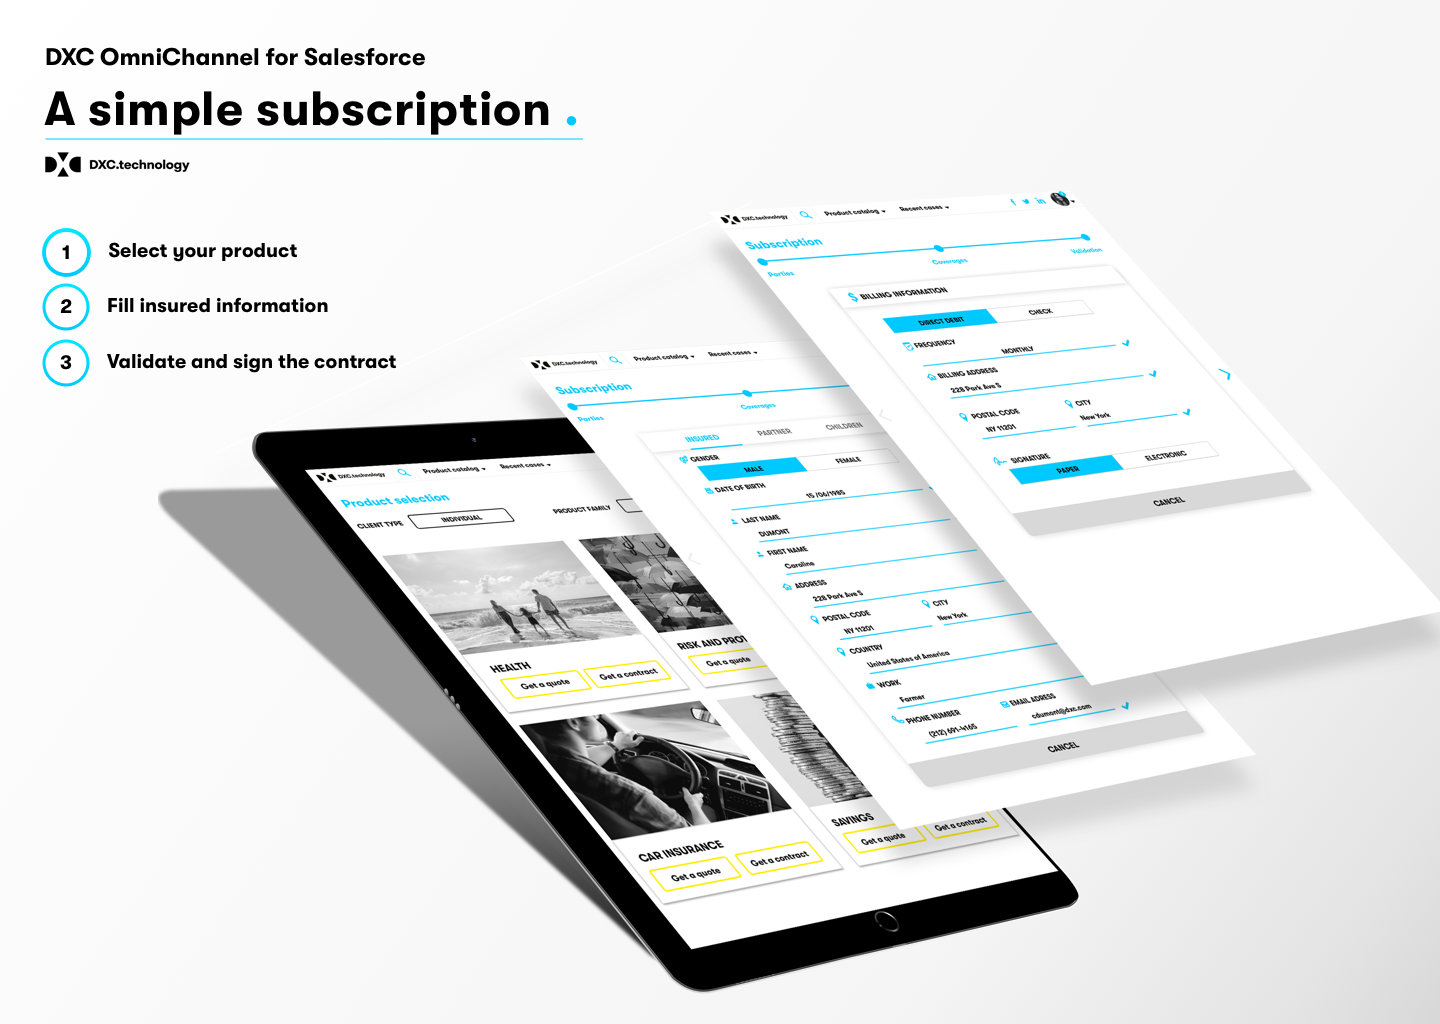 DXC OmniChannel for Salesforce
A simple subscription .
DXC.technology
1 Select your product
2 Fill insured information
3 Validate and sign the contract
DXC.technology Product catalog Recent cases
Subscription
Parties Coverages Validation
BILLING INFORMATION
DIRECT DEBIT CHECK
FREQUENCY
MONTHLY
BILLING ADDRESS
228 Park Ave S
POSTAL CODE CITY
NY 11201 New York
SIGNATURE
PAPER ELECTRONIC
CANCEL
DXC.technology Product catalog Recent cases
Subscription
Parties Coverages
INSURED PARTNER CHILDREN
GENDER
MALE FEMALE
DATE OF BIRTH
15 /06/1985
LAST NAME
DUMONT
FIRST NAME
Caroline
ADDRESS
228 Park Ave S
POSTAL CODE CITY
NY 11201 New York
COUNTRY
United States of America
WORK
Farmer
PHONE NUMBER EMAIL ADRESS
(212) 691-4165 cdumont@dxc.com
CANCEL
DXC.technology Product catalog Recent cases
Product selection
CLIENT TYPE INDIVIDUAL PRODUCT FAMILY
HEALTH
Get a quote Get a contract
RISK AND PROT
Get a quote
CAR INSURANCE
Get a quote Get a contract
SAVINGS
Get a quote Get a contract